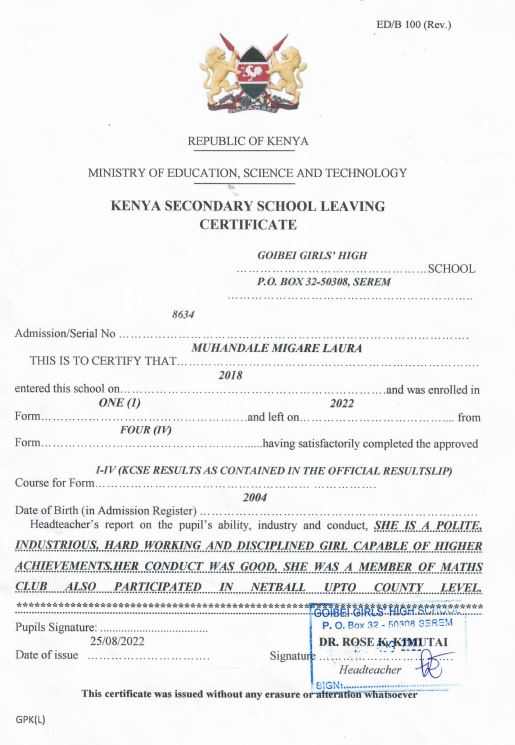 ED/B 100 (Rev.)
HARAMBEE
REPUBLIC OF KENYA
MINISTRY OF EDUCATION, SCIENCE AND TECHNOLOGY
KENYA SECONDARY SCHOOL LEAVING
CERTIFICATE
GOIBEI GIRLS' HIGH
……………………………………SCHOOL
P.O. BOX 32-50308, SEREM
………………………………………………
8634
Admission/Serial No ……………………………………………………………
MUHANDALE MIGARE LAURA
THIS IS TO CERTIFY THAT……………………………………………………
2018
entered this school on……………………………………………and was enrolled in
ONE (1) 2022
Form…………………………………and left on………………………………… from
FOUR (IV)
Form…………………………………......having satisfactorily completed the approved
I-IV (KCSE RESULTS AS CONTAINED IN THE OFFICIAL RESULTSLIP)
Course for Form…………………………………… ……………
2004
Date of Birth (in Admission Register) ………………………………………………
Headteacher's report on the pupil's ability, industry and conduct, SHE IS A POLITE,
INDUSTRIOUS, HARD WORKING AND DISCIPLINED GIRL CAPABLE OF HIGHER
ACHIEVEMENTS.HER CONDUCT WAS GOOD. SHE WAS A MEMBER OF MATHS
CLUB ALSO PARTICIPATED IN NETBALL UPTO COUNTY LEVEL.
********************************************************************************
GOIBEI GIRLS' HIGH SCHOOL
P. O. Box 32 - 50308 SEREM
Pupils Signature: ....................................
25/08/2022
DR. ROSE K. KIMUTAI
Date of issue ……………………………
Signature ……………………………
Headteacher
SIGN:.................................
This certificate was issued without any erasure or alteration whatsoever
GPK(L)